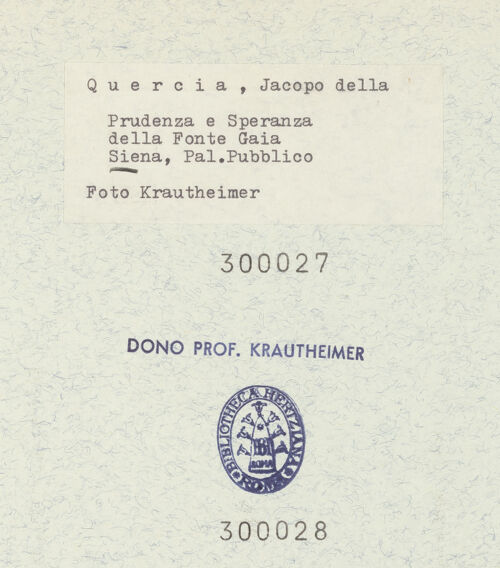 Q u e r c i a , Jacopo della
Prudenza e Speranza
della Fonte Gaia
Siena, Pal.Pubblico
Foto Krautheimer
300027
DONO PROF. KRAUTHEIMER
BIBLIOTHECA HERTZIANA
ROMA
300028